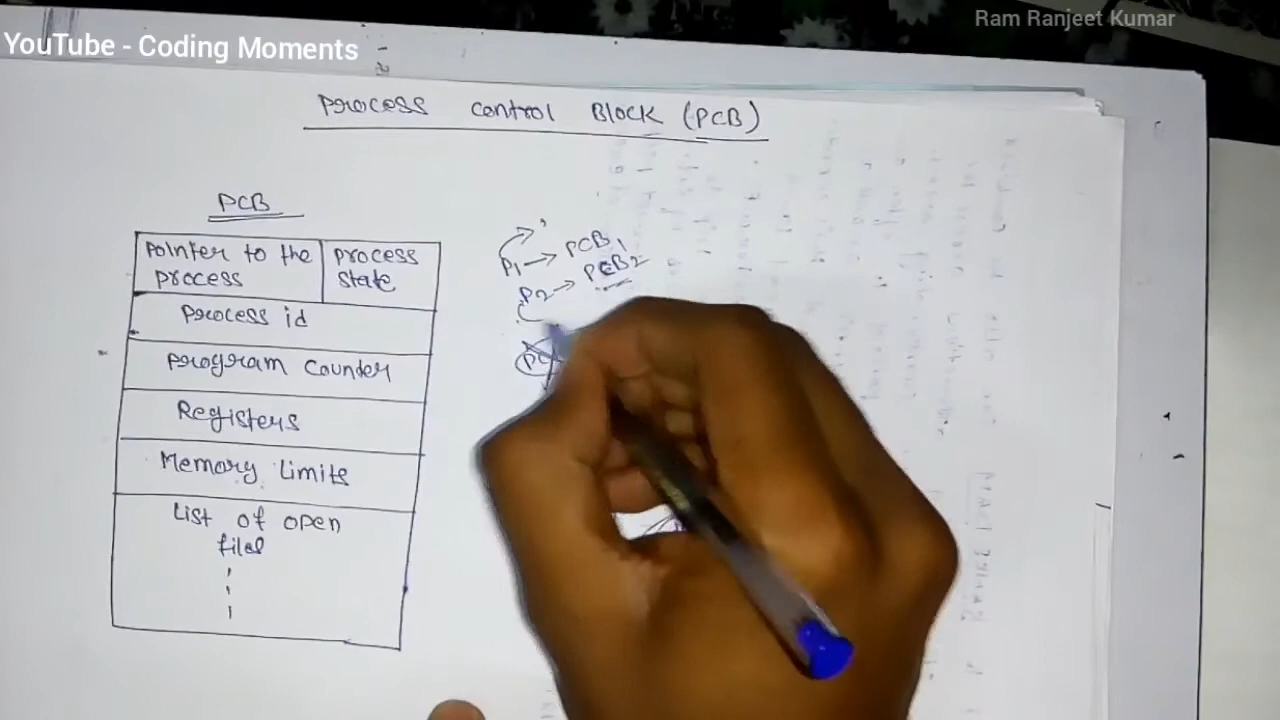 Ram Ranjeet Kumar
YouTube - Coding Moments
Process Control Block (PCB)
PCB
Pointer to the process
Process state
Process id
Program Counter
Registers
Memory Limits
List of open
files
P1 → PCB1
P2 → PCB2